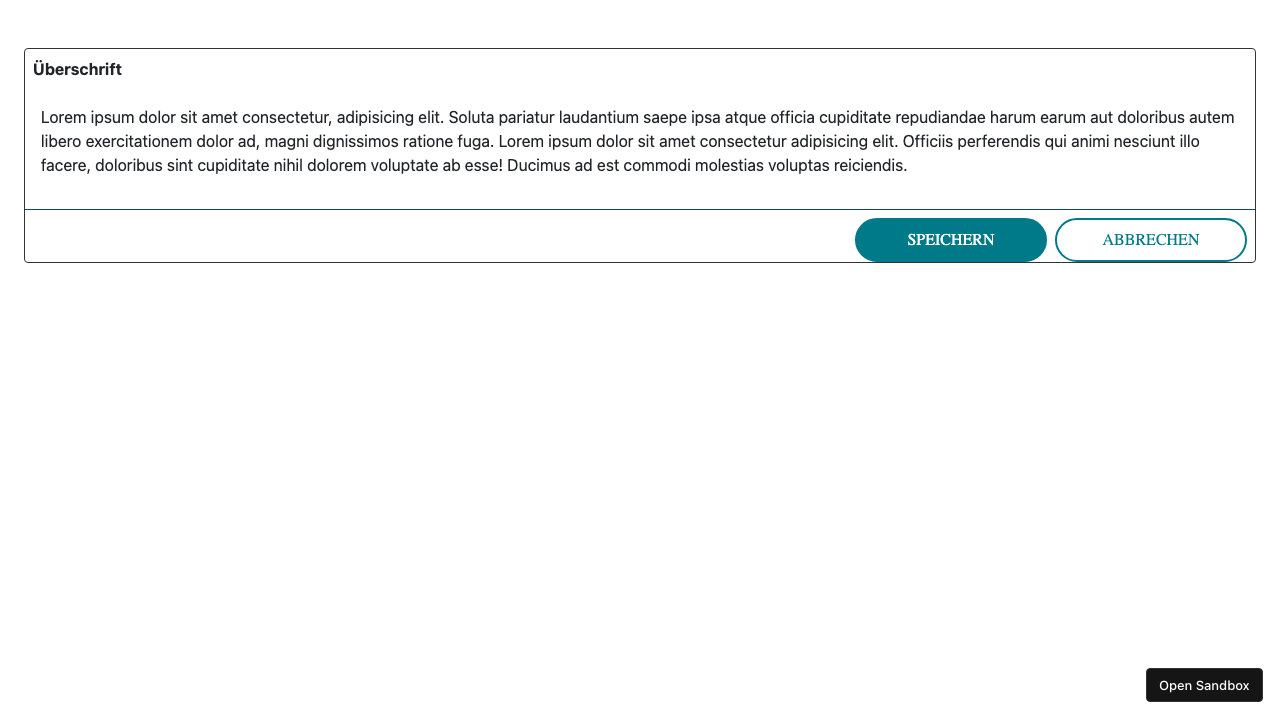 Überschrift
Lorem ipsum dolor sit amet consectetur, adipisicing elit. Soluta pariatur laudantium saepe ipsa atque officia cupiditate repudiandae harum earum aut doloribus autem
libero exercitationem dolor ad, magni dignissimos ratione fuga. Lorem ipsum dolor sit amet consectetur adipisicing elit. Officiis perferendis qui animi nesciunt illo
facere, doloribus sint cupiditate nihil dolorem voluptate ab esse! Ducimus ad est commodi molestias voluptas reiciendis.
SPEICHERN ABBRECHEN
Open Sandbox